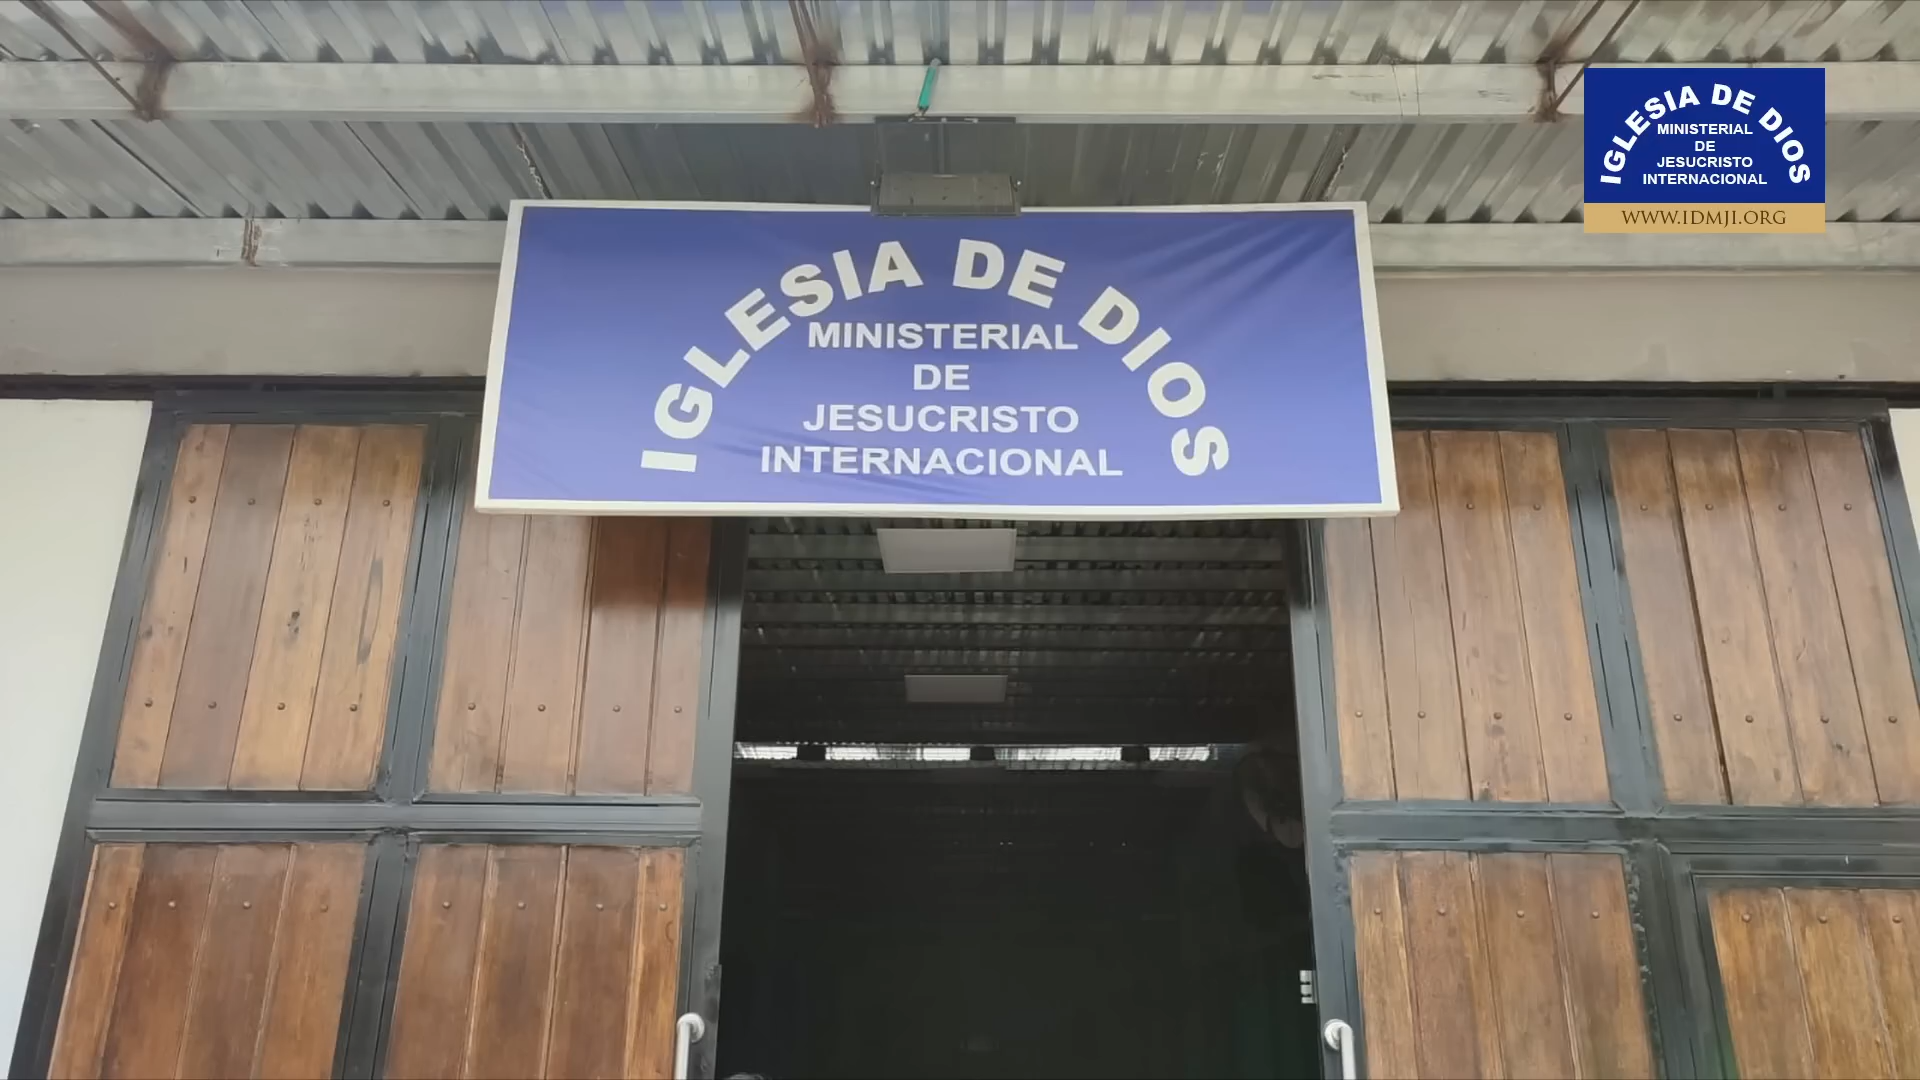 IGLESIA DE DIOS
MINISTERIAL
DE
JESUCRISTO
INTERNACIONAL
IGLESIA DE DIOS
MINISTERIAL
DE
JESUCRISTO
INTERNACIONAL
WWW.IDMJI.ORG